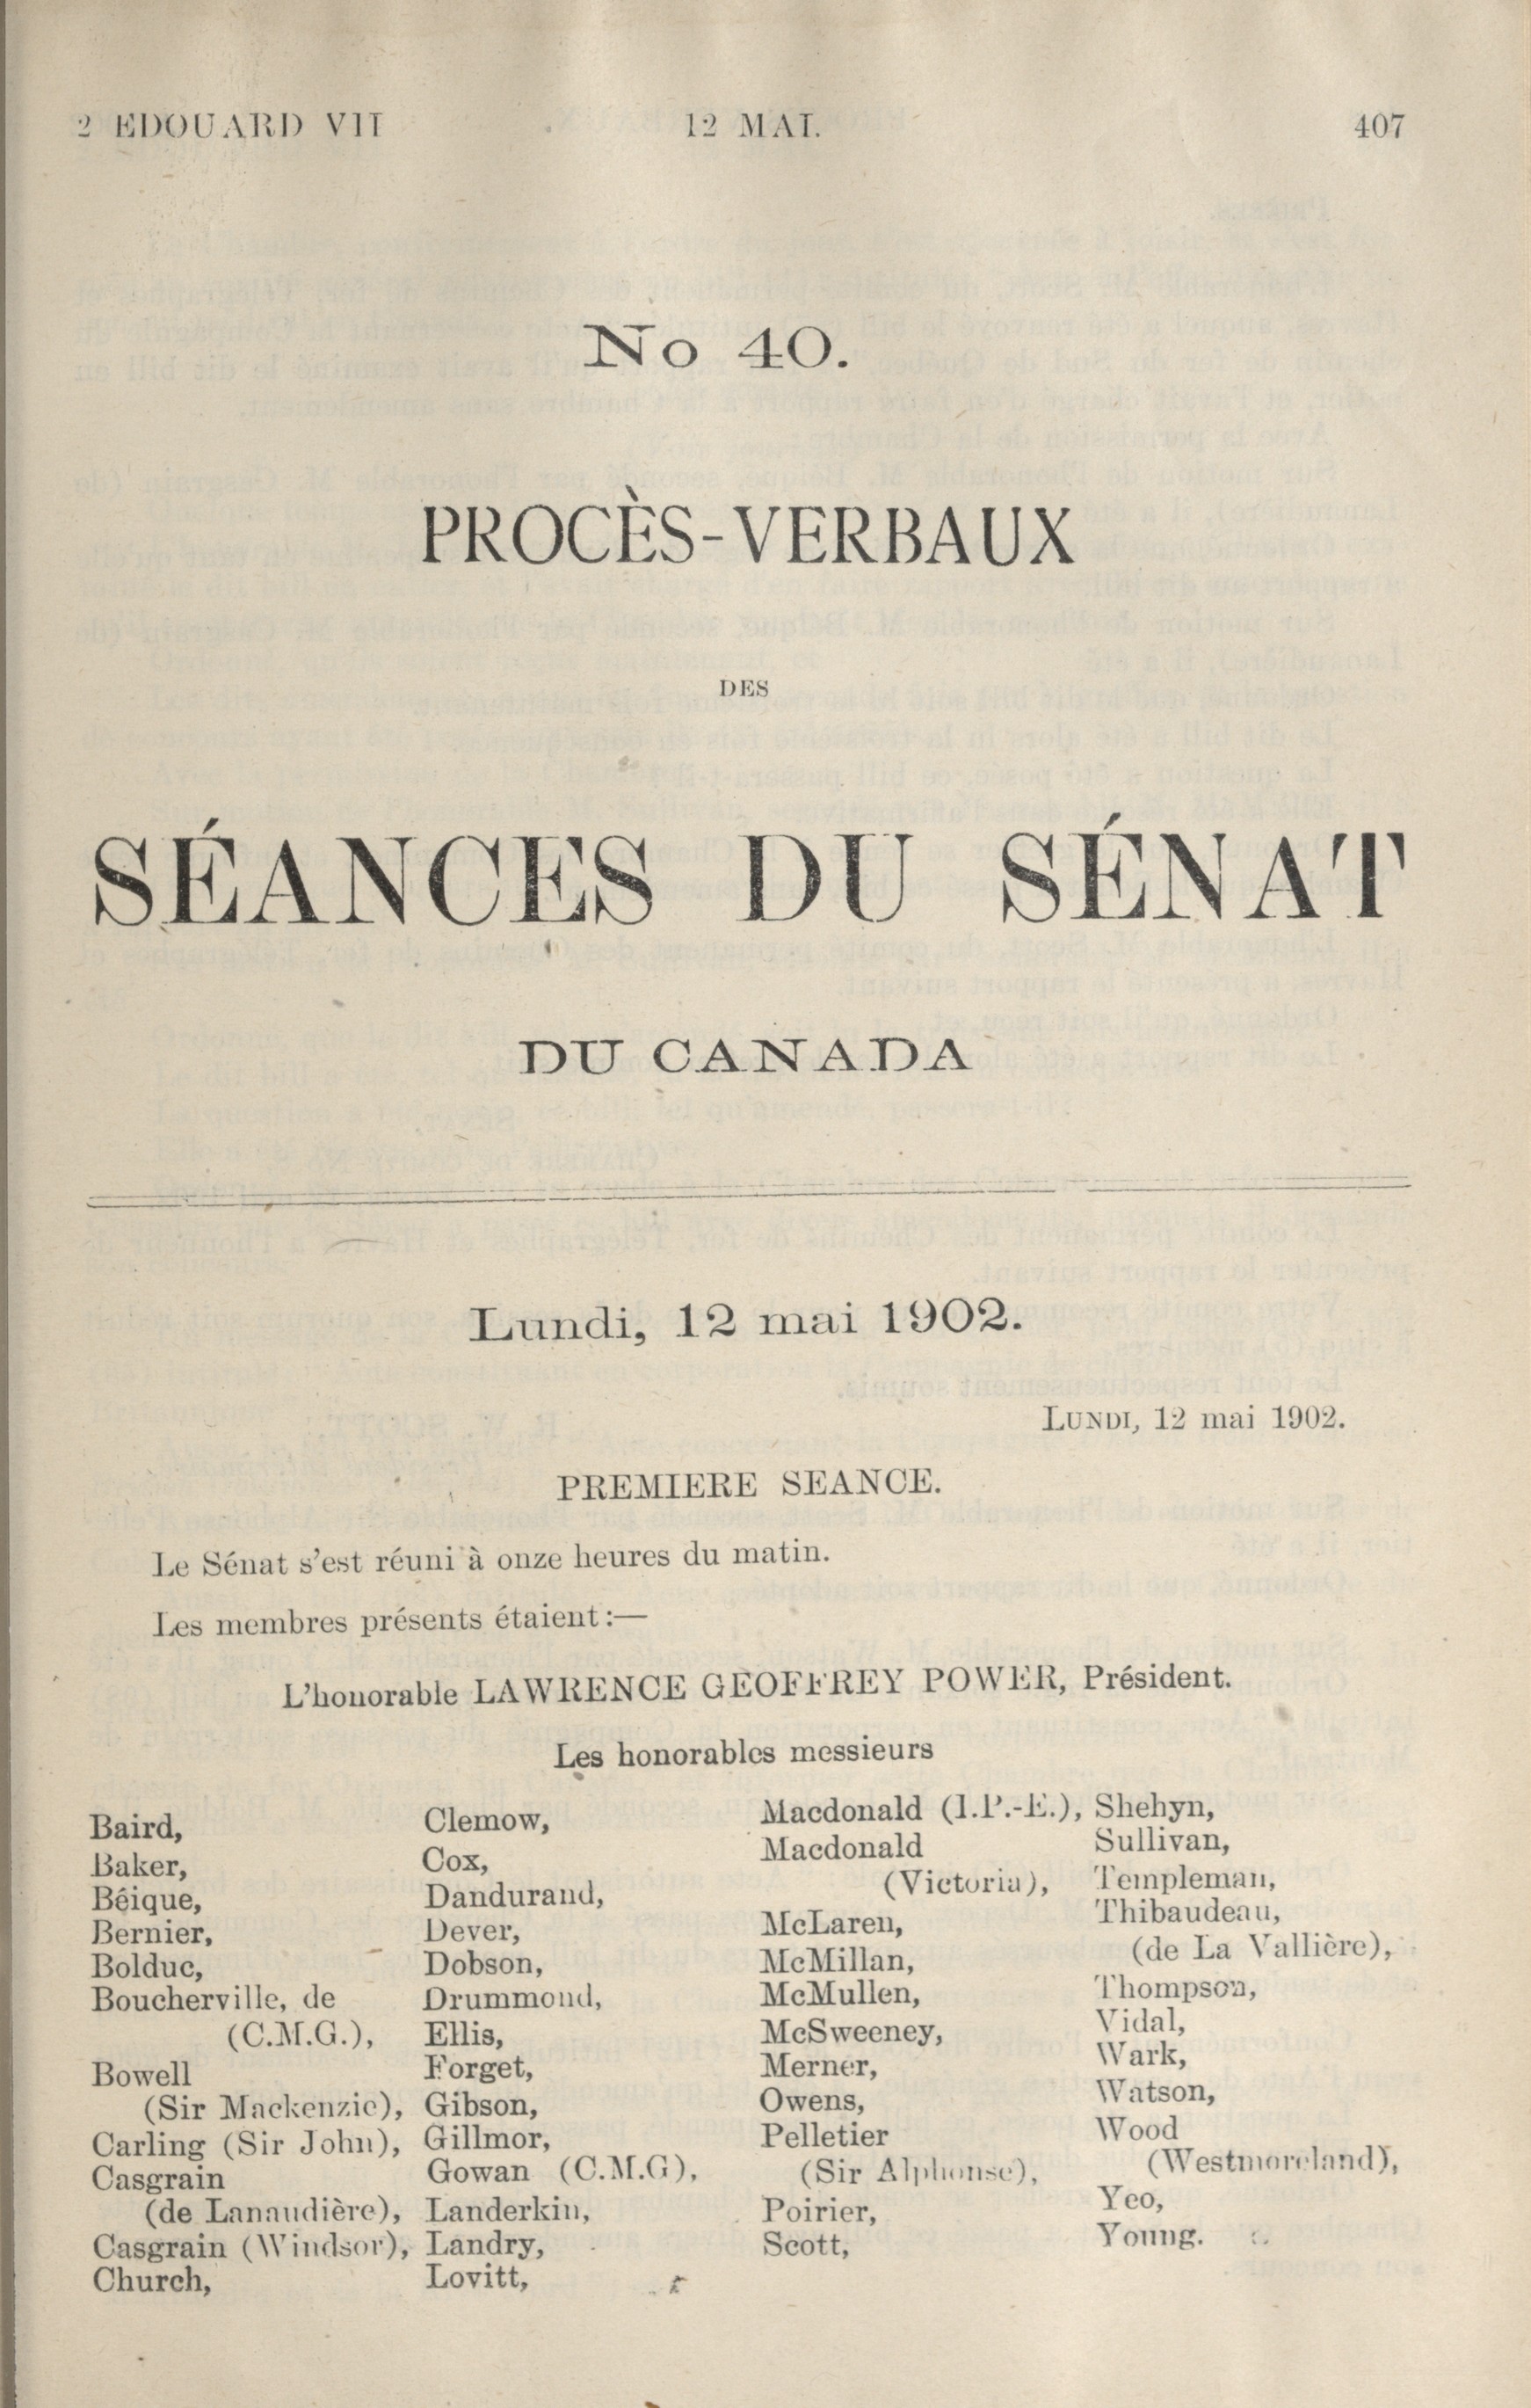 2 EDOUARD VII 12 MAI. 407
No 40.
PROCÈS-VERBAUX
DES
SÉANCES DU SÉNAT
DU CANADA
Lundi, 12 mai 1902.
LUNDI, 12 mai 1902.
PREMIERE SEANCE.
Le Sénat s'est réuni à onze heures du matin.
Les membres présents étaient:—
L'honorable LAWRENCE GEOFFREY POWER, Président.
Les honorables messieurs
Baird,
Baker,
Béique,
Bernier,
Bolduc,
Boucherville, de
(C.M.G.),
Bowell
(Sir Mackenzie),
Carling (Sir John),
Casgrain
(de Lanaudière),
Casgrain (Windsor),
Church,
Clemow,
Cox,
Dandurand,
Dever,
Dobson,
Drummond,
Ellis,
Forget,
Gibson,
Gillmor,
Gowan (C.M.G),
Landerkin,
Landry,
Lovitt,
Macdonald (I.P.-E.),
Macdonald
(Victoria),
McLaren,
McMillan,
McMullen,
McSweeney,
Merner,
Owens,
Pelletier
(Sir Alphonse),
Poirier,
Scott,
Shehyn,
Sullivan,
Templeman,
Thibaudeau,
(de La Vallière),
Thompson,
Vidal,
Wark,
Watson,
Wood
(Westmoreland),
Yeo,
Young.